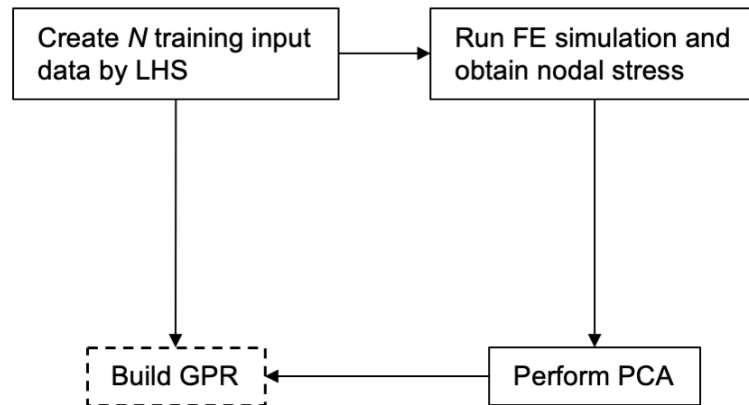 Create N training input
data by LHS
Run FE simulation and
obtain nodal stress
Build GPR
Perform PCA